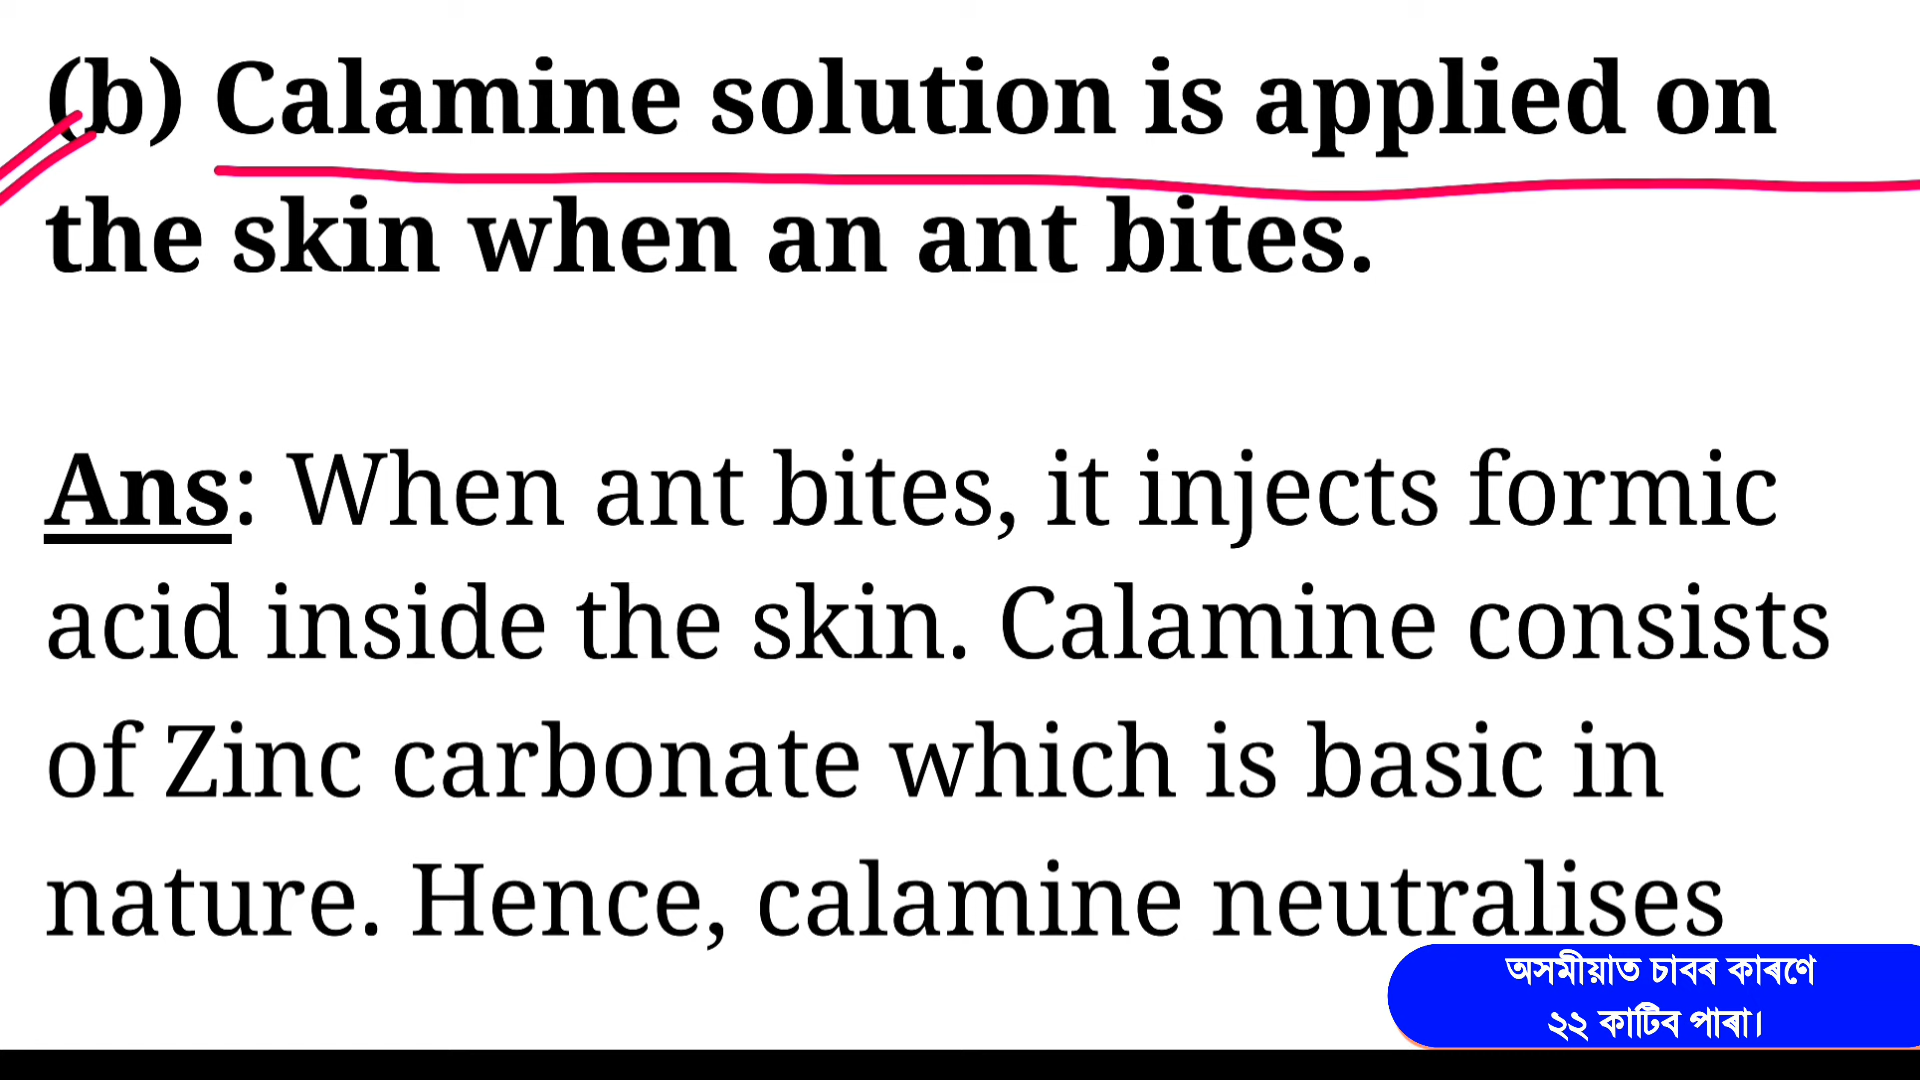 (b) Calamine solution is applied on
the skin when an ant bites.
Ans: When ant bites, it injects formic
acid inside the skin. Calamine consists
of Zinc carbonate which is basic in
nature. Hence, calamine neutralises
অসমীয়াত চাবৰ কাৰণে
২২ কাটিব পাৰা।